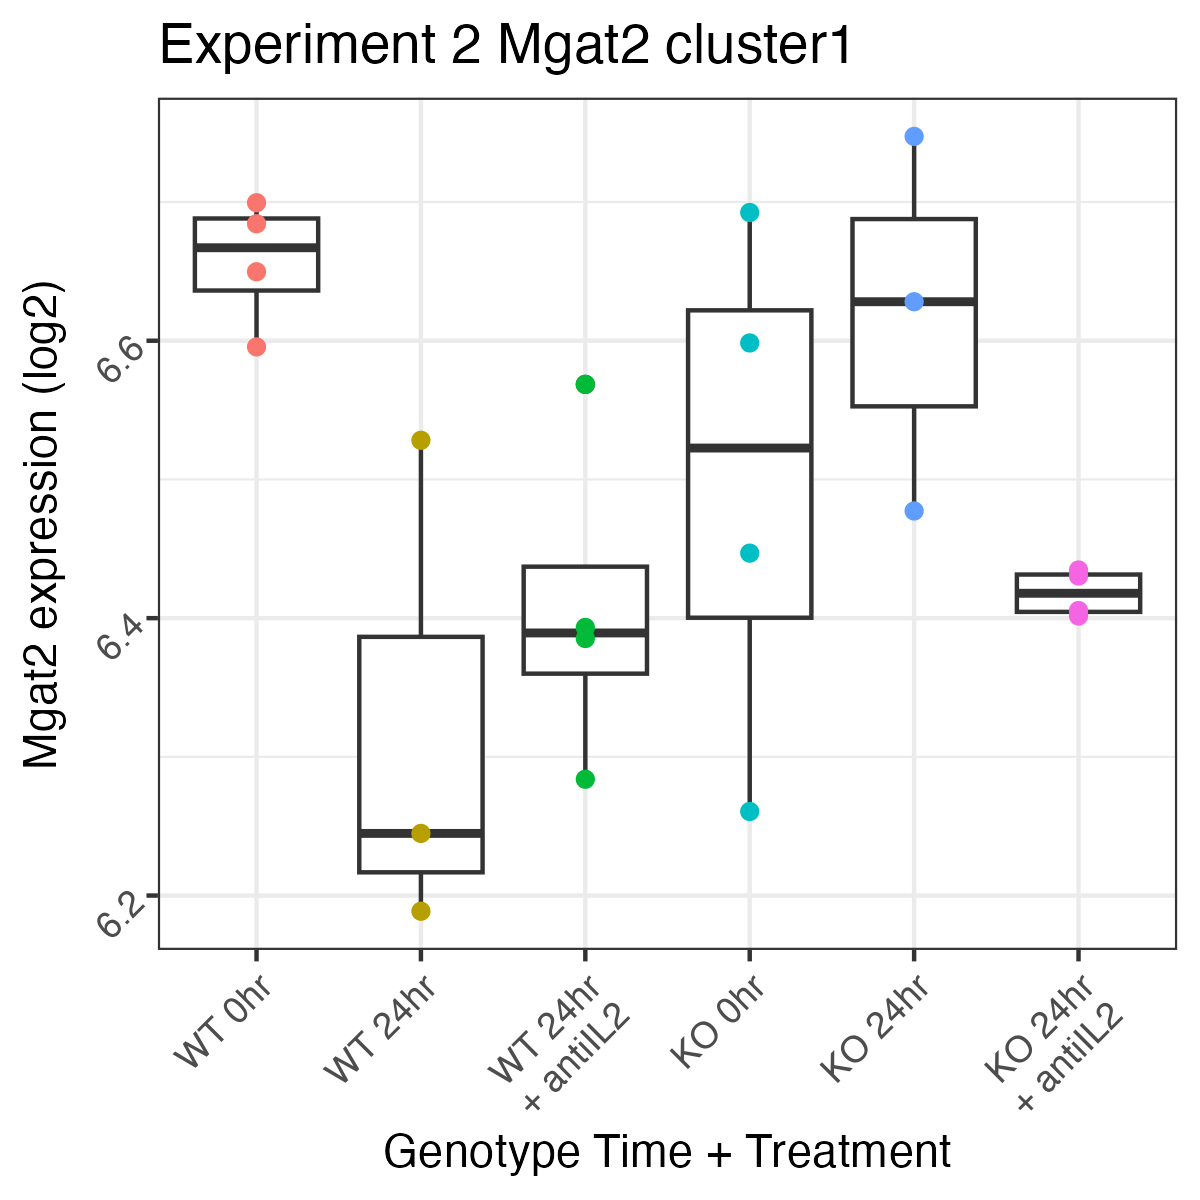 Experiment 2 Mgat2 cluster1
Mgat2 expression (log2)
6.6
6.4
6.2
WT 0hr
WT 24hr
WT 24hr
+ antiIL2
KO 0hr
KO 24hr
KO 24hr
+ antiIL2
Genotype Time + Treatment